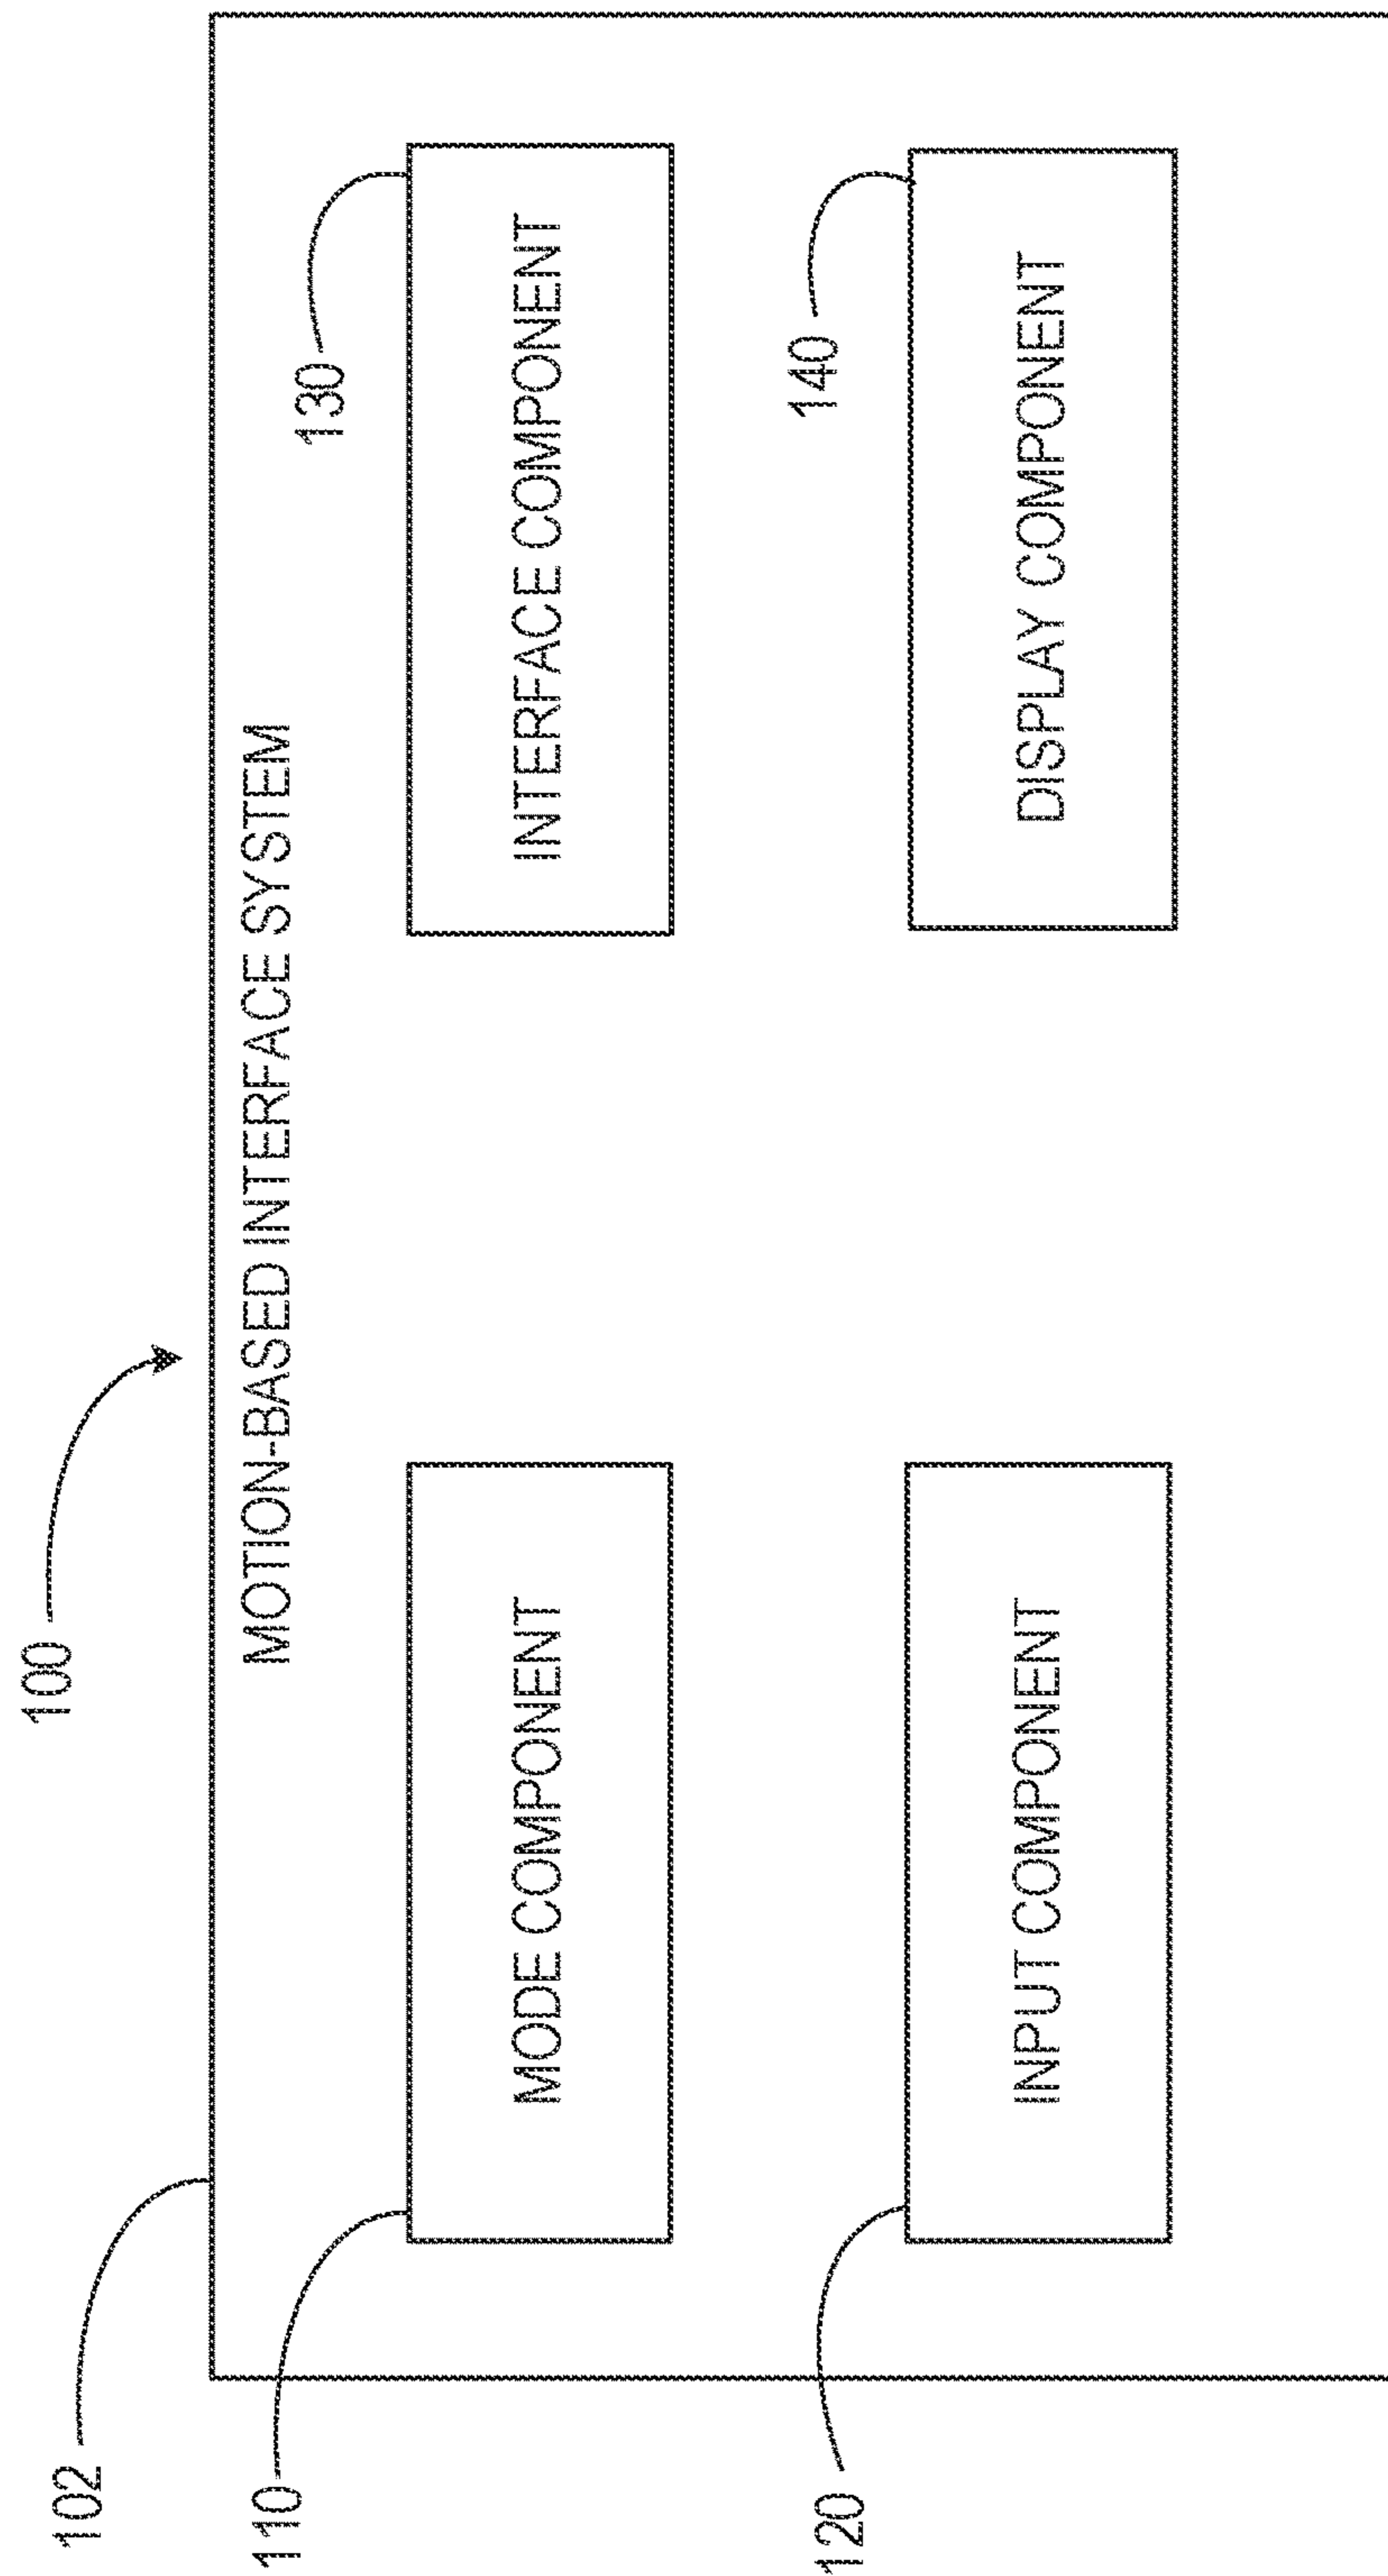 100
102
MOTION-BASED INTERFACE SYSTEM
110
MODE COMPONENT
130
INTERFACE COMPONENT
120
INPUT COMPONENT
140
DISPLAY COMPONENT